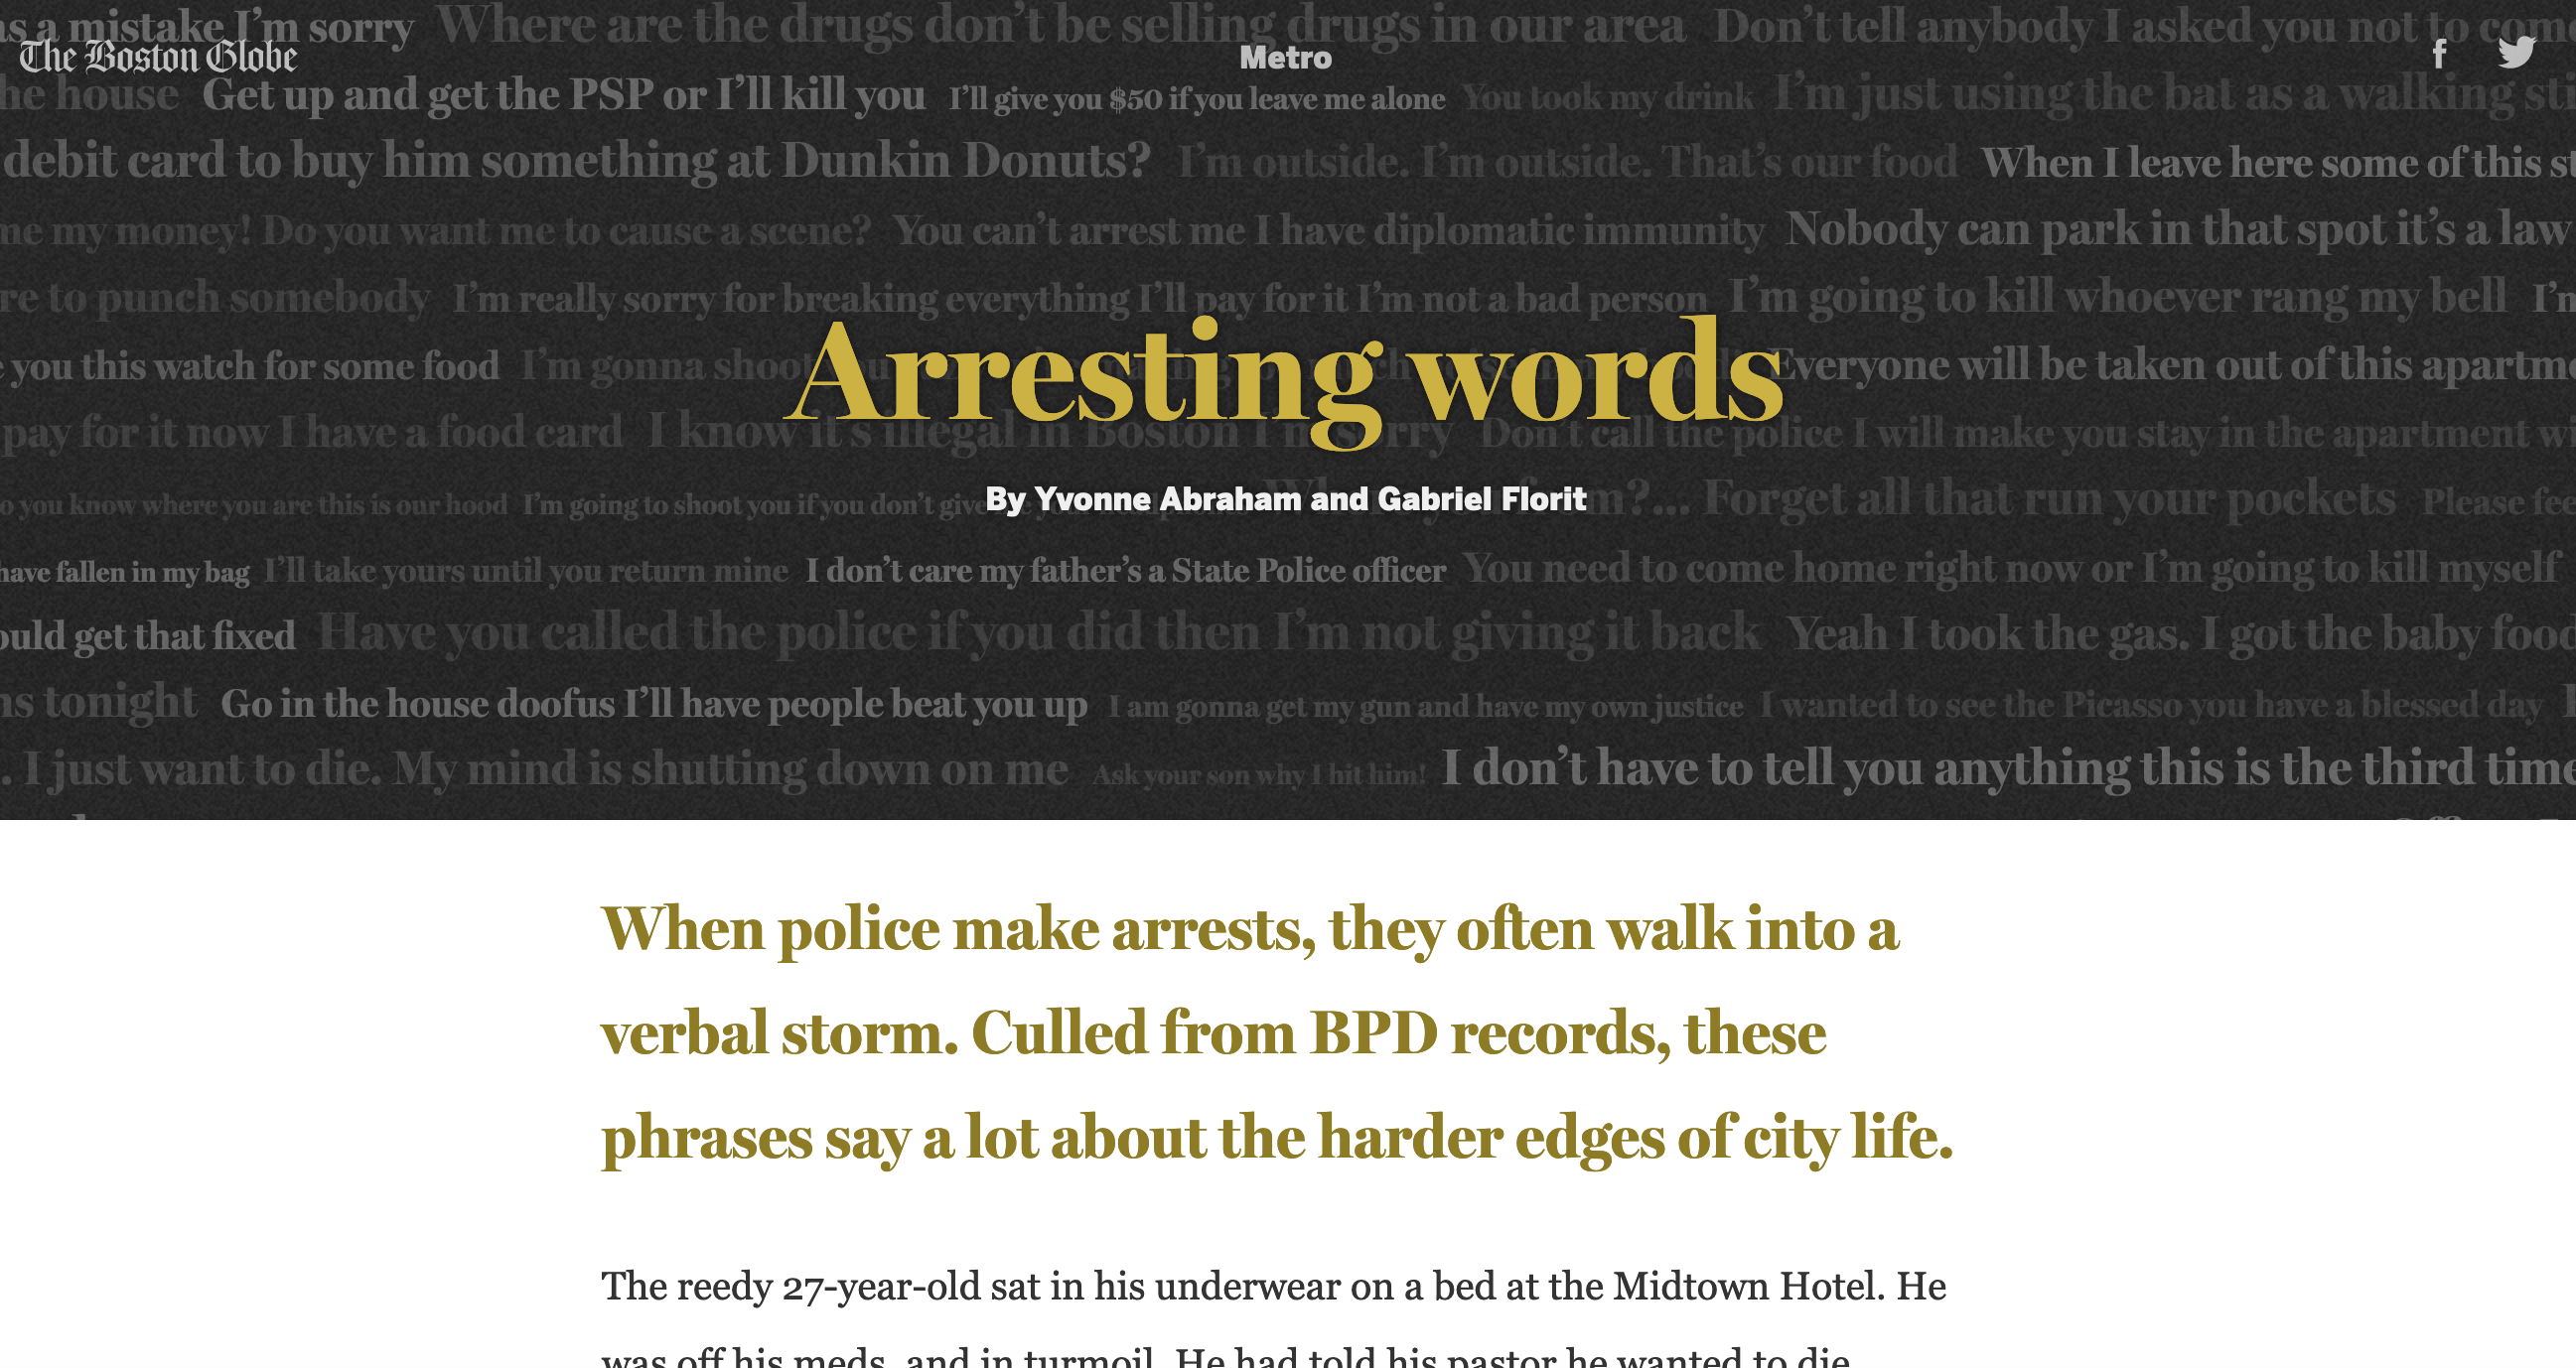 as a mistake I’m sorry Where are the drugs don’t be selling drugs in our area Don’t tell anybody I asked you not to com
The Boston Globe
Metro
he house Get up and get the PSP or I’ll kill you I’ll give you $50 if you leave me alone You took my drink I’m just using the bat as a walking sti
debit card to buy him something at Dunkin Donuts? I’m outside. I’m outside. That’s our food When I leave here some of this st
me my money! Do you want me to cause a scene? You can’t arrest me I have diplomatic immunity Nobody can park in that spot it’s a law
re to punch somebody I’m really sorry for breaking everything I’ll pay for it I’m not a bad person I’m going to kill whoever rang my bell I’m
you this watch for some food I’m gonna shoot Everyone will be taken out of this apartme
Arresting words
pay for it now I have a food card I know it’s illegal in Boston I’m sorry Don’t call the police I will make you stay in the apartment wi
o you know where you are this is our hood I’m going to shoot you if you don’t give Forget all that run your pockets Please fee
By Yvonne Abraham and Gabriel Florit
have fallen in my bag I’ll take yours until you return mine I don’t care my father’s a State Police officer You need to come home right now or I’m going to kill myself
ould get that fixed Have you called the police if you did then I’m not giving it back Yeah I took the gas. I got the baby food
ns tonight Go in the house doofus I’ll have people beat you up I am gonna get my gun and have my own justice I wanted to see the Picasso you have a blessed day
. I just want to die. My mind is shutting down on me Ask your son why I hit him! I don’t have to tell you anything this is the third time
When police make arrests, they often walk into a
verbal storm. Culled from BPD records, these
phrases say a lot about the harder edges of city life.
The reedy 27-year-old sat in his underwear on a bed at the Midtown Hotel. He
was off his meds, and in turmoil. He had told his pastor he wanted to die